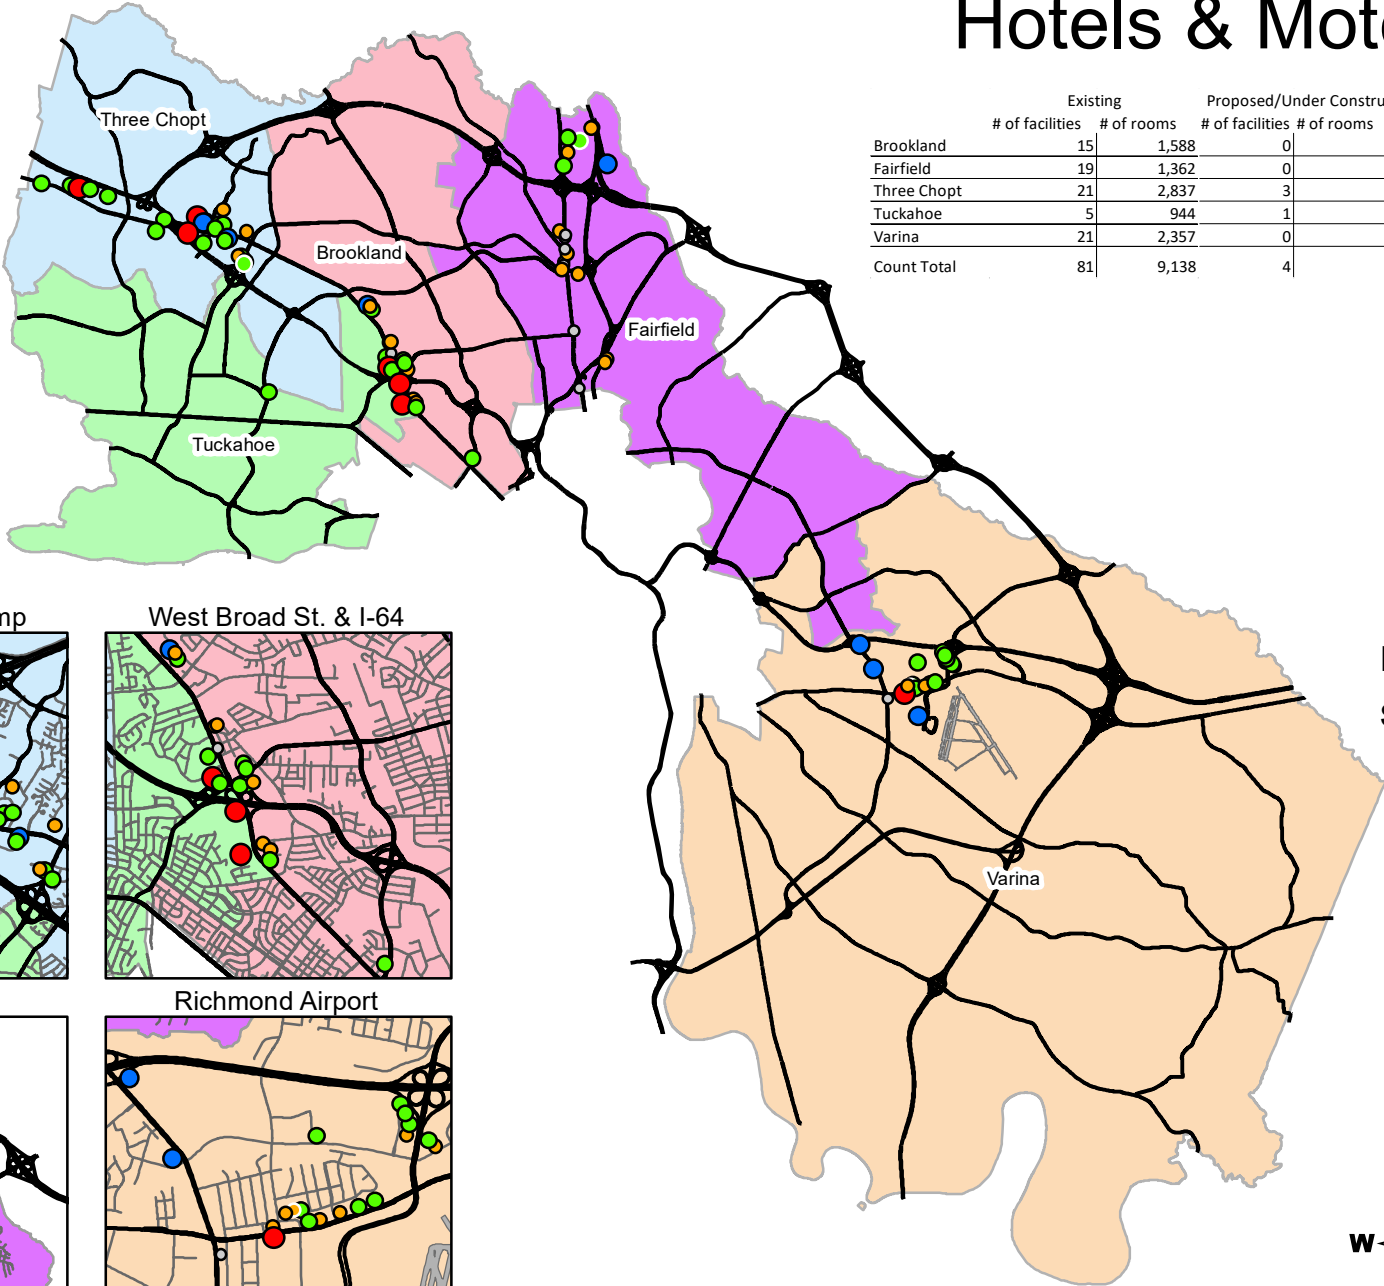 Hotels & Mot
Existing Proposed/Under Constru
# of facilities # of rooms # of facilities # of rooms
Brookland 15 1,588 0
Fairfield 19 1,362 0
Three Chopt 21 2,837 3
Tuckahoe 5 944 1
Varina 21 2,357 0
Count Total 81 9,138 4
Three Chopt
Brookland
Fairfield
Tuckahoe
mp
West Broad St. & I-64
Varina
Richmond Airport
W